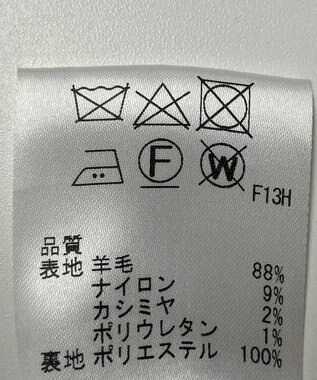 F
W
F13H
品質
表地 羊毛 88%
ナイロン 9%
カシミヤ 2%
ポリウレタン 1%
裏地 ポリエステル 100%